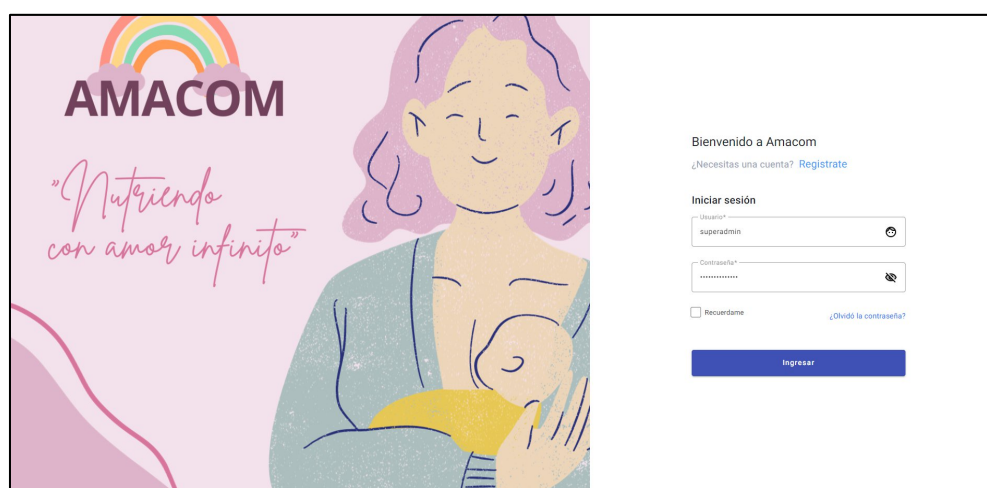 AMACOM
"Nutriendo
con amor infinito"
Bienvenido a Amacom
¿Necesitas una cuenta? Registrate
Iniciar sesión
Usuario*
superadmin
Contraseña*
••••••••••••••
Recuerdame ¿Olvidó la contraseña?
Ingresar